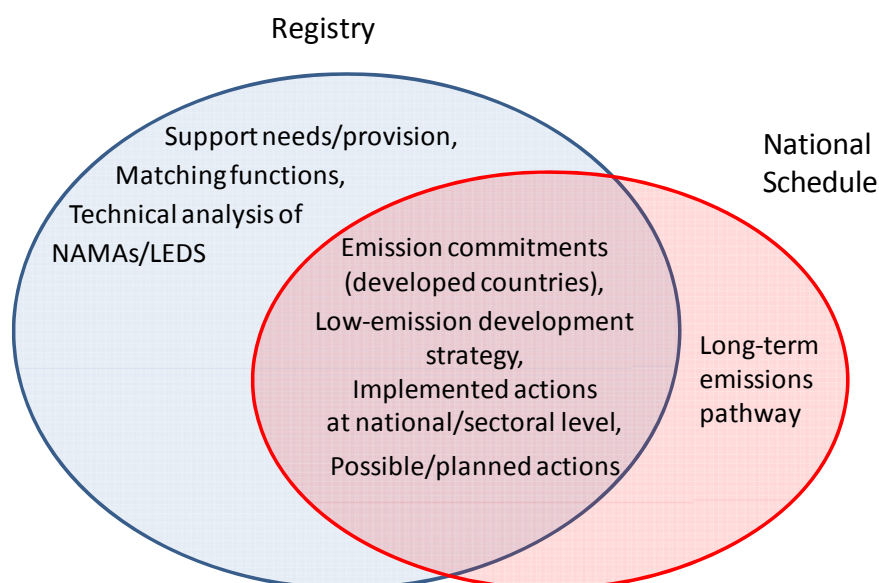 Registry
National
Schedule
Support needs/provision,
Matching functions,
Technical analysis of
NAMAs/LEDS
Emission commitments
(developed countries),
Low-emission development
strategy,
Implemented actions
at national/sectoral level,
Possible/planned actions
Long-term
emissions
pathway